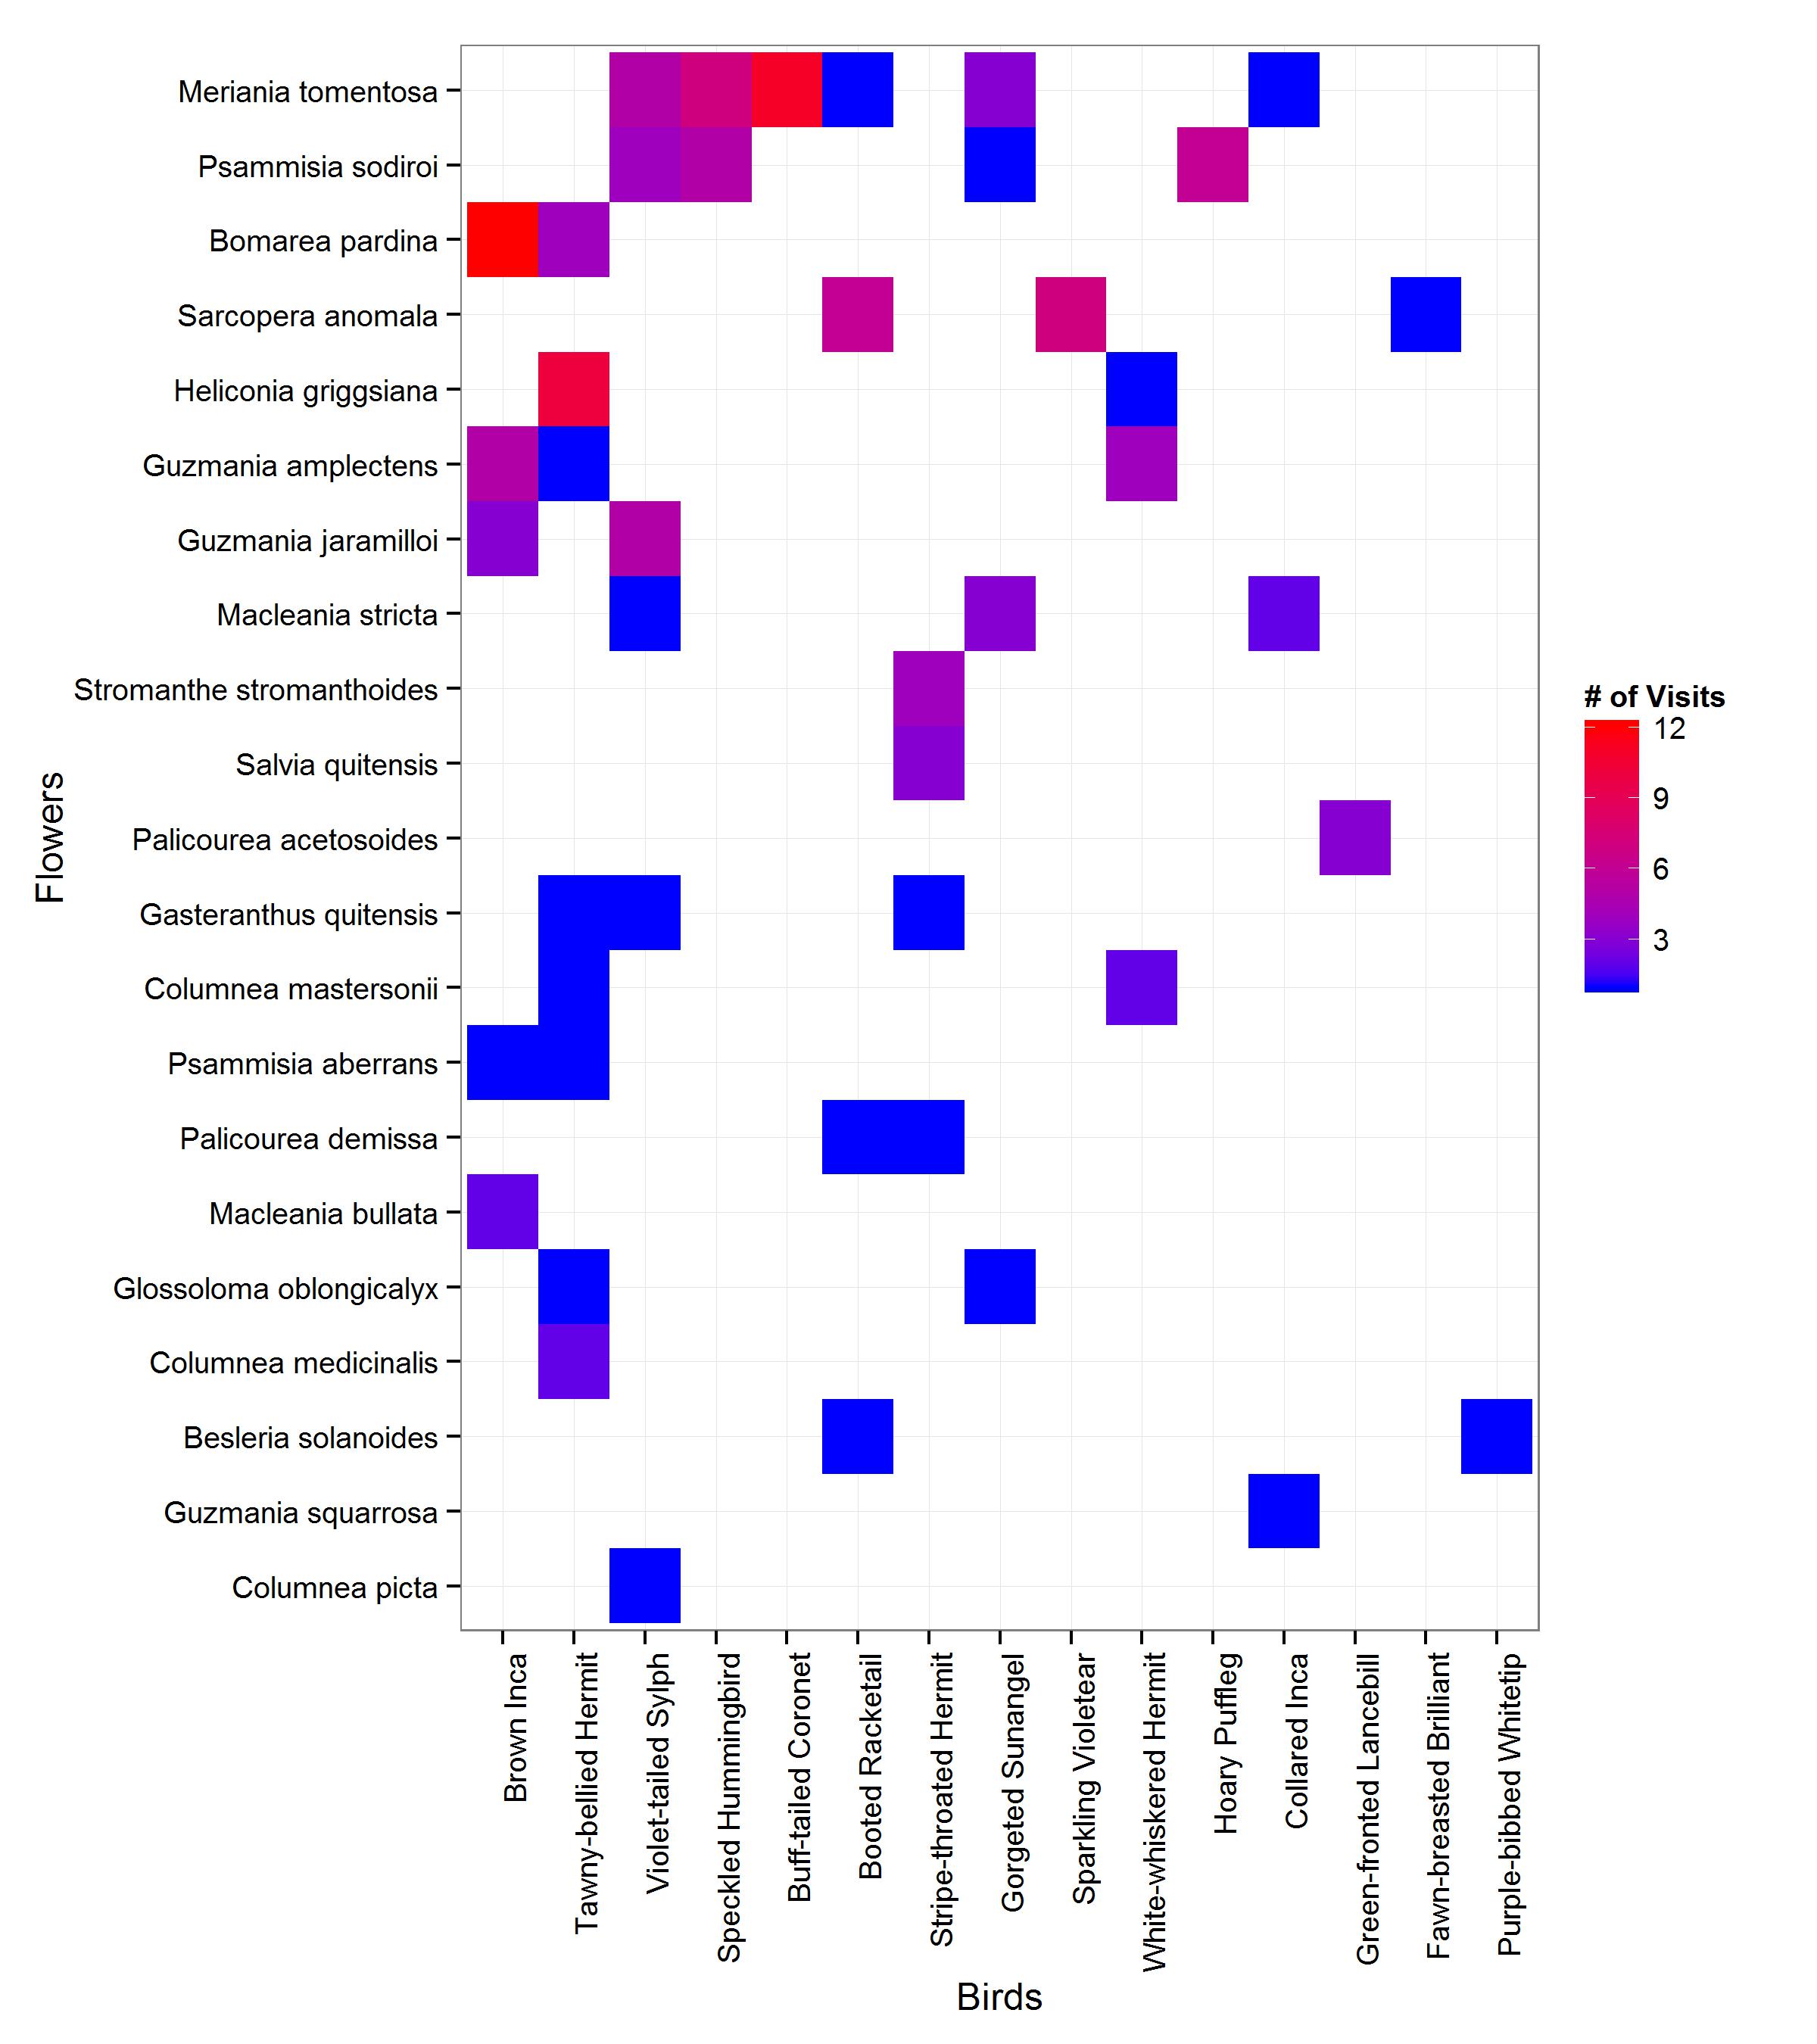 Meriania tomentosa
Psammisia sodiroi
Bomarea pardina
Sarcopera anomala
Heliconia griggsiana
Guzmania amplectens
Guzmania jaramilloi
Macleania stricta
Stromanthe stromanthoides
Salvia quitensis
Palicourea acetosoides
Gasteranthus quitensis
Columnea mastersonii
Psammisia aberrans
Palicourea demissa
Macleania bullata
Glossoloma oblongicalyx
Columnea medicinalis
Besleria solanoides
Guzmania squarrosa
Columnea picta
Flowers
Brown Inca
Tawny-bellied Hermit
Violet-tailed Sylph
Speckled Hummingbird
Buff-tailed Coronet
Booted Racketail
Stripe-throated Hermit
Gorgeted Sunangel
Sparkling Violetear
White-whiskered Hermit
Hoary Puffleg
Collared Inca
Green-fronted Lancebill
Fawn-breasted Brilliant
Purple-bibbed Whitetip
Birds
# of Visits
12
9
6
3